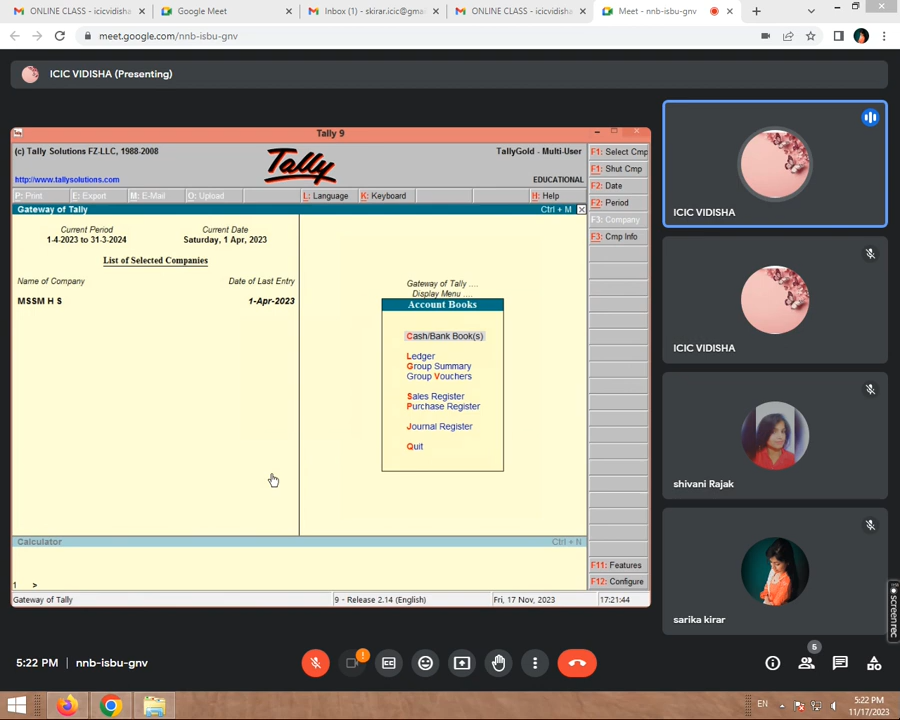 ONLINE CLASS - icicvidish
Google Meet
Inbox (1) - skirar.icic@gma
ONLINE CLASS - icicvidish
Meet - nnb-isbu-gnv
meet.google.com/nnb-isbu-gnv
ICIC VIDISHA (Presenting)
Tally 9
(c) Tally Solutions FZ-LLC, 1988-2008
http://www.tallysolutions.com
Tally
TallyGold - Multi-User
EDUCATIONAL
P: Print
E: Export
M: E-Mail
O: Upload
L: Language
K: Keyboard
H: Help
Gateway of Tally
Ctrl + M
Current Period
1-4-2023 to 31-3-2024
Current Date
Saturday, 1 Apr, 2023
List of Selected Companies
Name of Company
Date of Last Entry
MSSM H S
1-Apr-2023
Gateway of Tally ....
Display Menu ....
Account Books
Cash/Bank Book(s)
Ledger
Group Summary
Group Vouchers
Sales Register
Purchase Register
Journal Register
Quit
F1: Select Cmp
F1: Shut Cmp
F2: Date
F2: Period
F3: Company
F3: Cmp Info
F11: Features
F12: Configure
Calculator
Ctrl + N
1 >
Gateway of Tally
9 - Release 2.14 (English)
Fri, 17 Nov, 2023
17:21:44
ICIC VIDISHA
ICIC VIDISHA
shivani Rajak
sarika kirar
screenrec
5:22 PM | nnb-isbu-gnv
5
EN
5:22 PM
11/17/2023